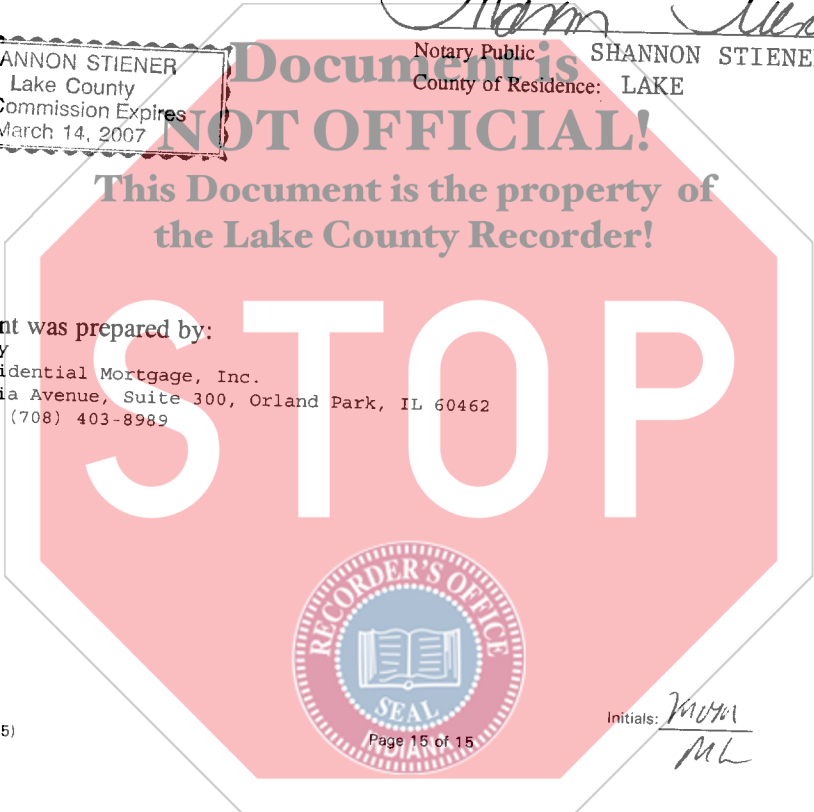 ANNON STIENER
Lake County
Commission Expires
March 14, 2007
Notary Public SHANNON STIENER
County of Residence: LAKE
Document is
NOT OFFICIAL!
This Document is the property of
the Lake County Recorder!
nt was prepared by:
y
idential Mortgage, Inc.
ia Avenue, Suite 300, Orland Park, IL 60462
(708) 403-8989
STOP
RECORDER'S OFFICE
SEAL
INDIANA
5)
Page 15 of 15
Initials: